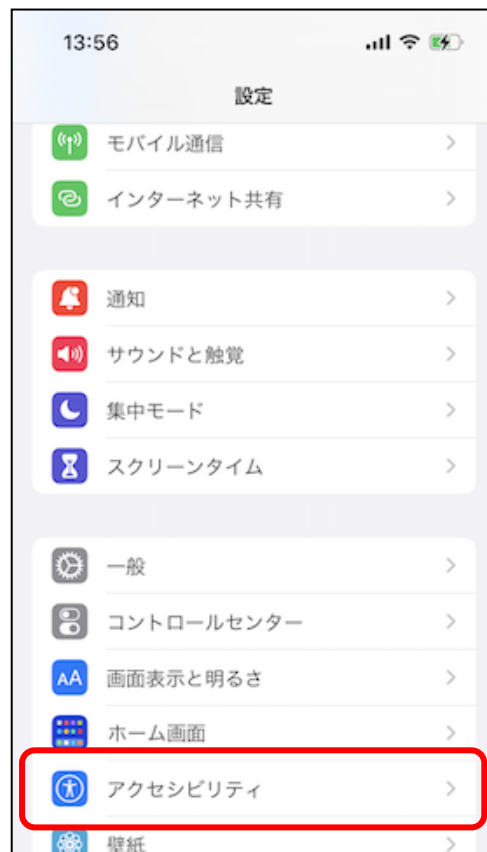 13:56
設定
モバイル通信
インターネット共有
通知
サウンドと触覚
集中モード
スクリーンタイム
一般
コントロールセンター
AA 画面表示と明るさ
ホーム画面
アクセシビリティ
壁紙